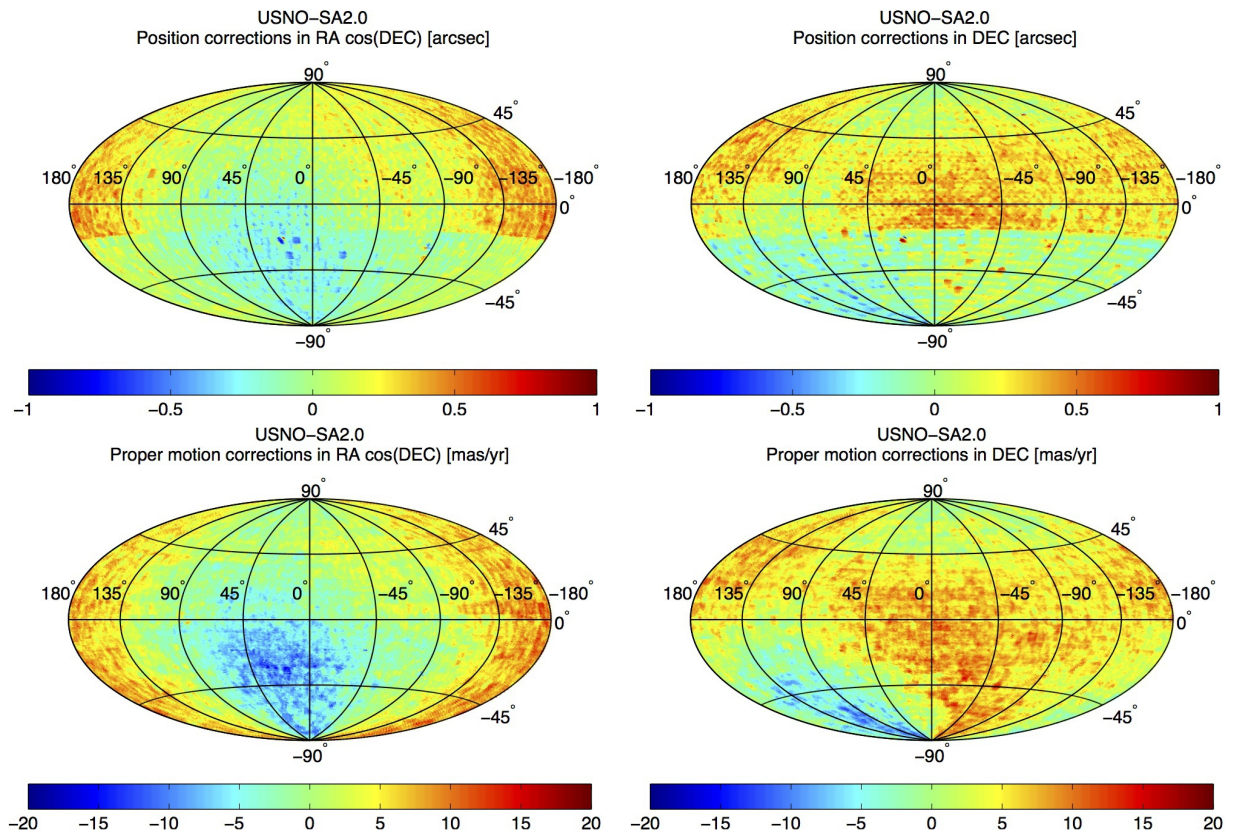 USNO−SA2.0
Position corrections in RA cos(DEC) [arcsec]
90°
45°
180° 135° 90° 45° 0° −45° −90° −135° −180°
0°
−45°
−90°
−1 −0.5 0 0.5 1
USNO−SA2.0
Position corrections in DEC [arcsec]
90°
45°
180° 135° 90° 45° 0° −45° −90° −135° −180°
0°
−45°
−90°
−1 −0.5 0 0.5 1
USNO−SA2.0
Proper motion corrections in RA cos(DEC) [mas/yr]
90°
45°
180° 135° 90° 45° 0° −45° −90° −135° −180°
0°
−45°
−90°
−20 −15 −10 −5 0 5 10 15 20
USNO−SA2.0
Proper motion corrections in DEC [mas/yr]
90°
45°
180° 135° 90° 45° 0° −45° −90° −135° −180°
0°
−45°
−90°
−20 −15 −10 −5 0 5 10 15 20